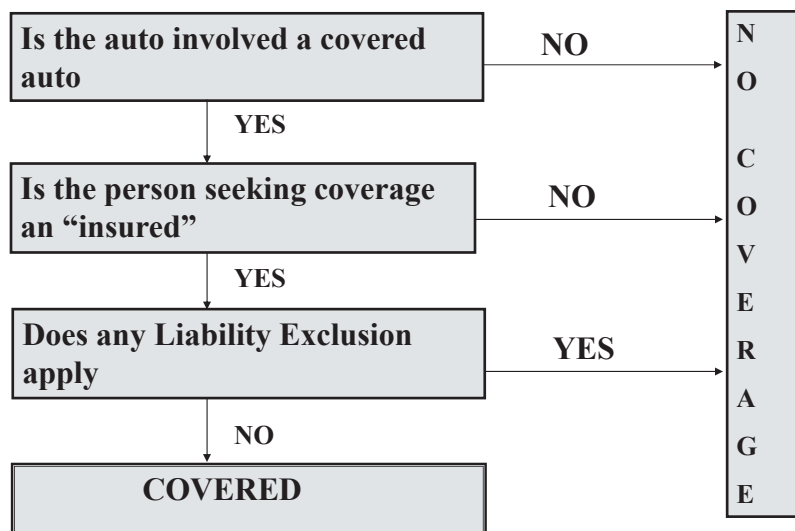 Is the auto involved a covered
auto
NO
YES
Is the person seeking coverage
an “insured”
NO
YES
Does any Liability Exclusion
apply
YES
NO
COVERED
N
O
C
O
V
E
R
A
G
E